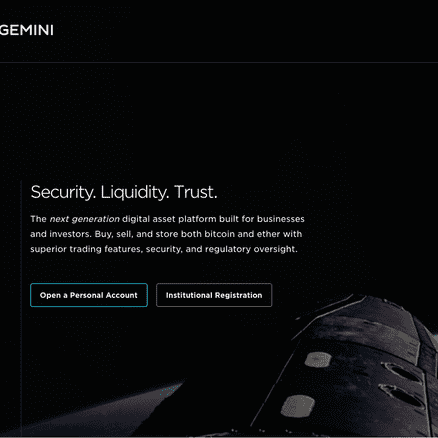 GEMINI
Security. Liquidity. Trust.
The next generation digital asset platform built for businesses
and investors. Buy, sell, and store both bitcoin and ether with
superior trading features, security, and regulatory oversight.
Open a Personal Account
Institutional Registration